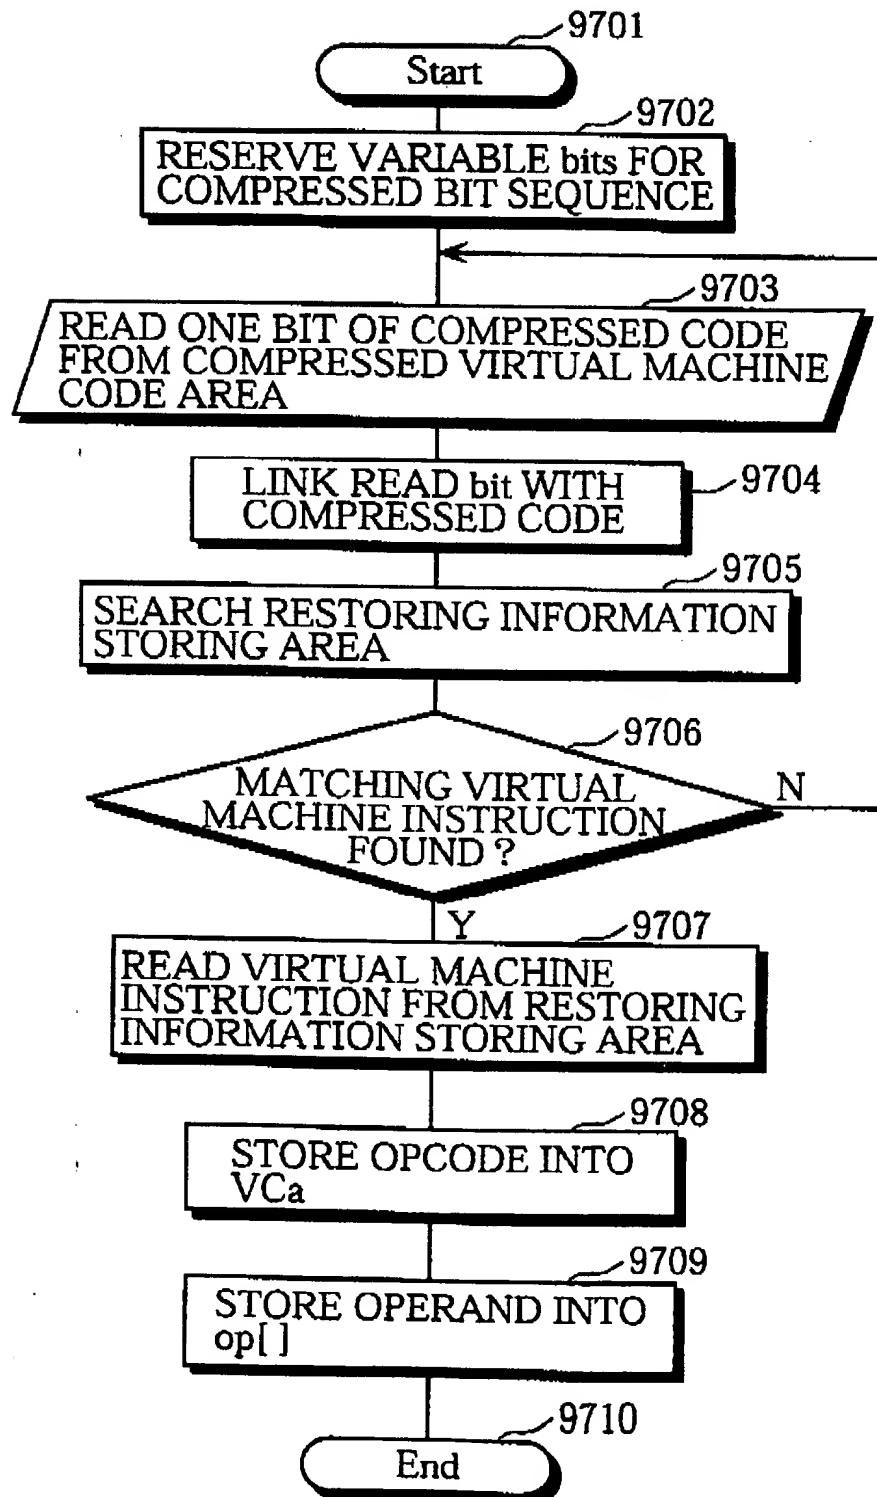 9701
Start
9702
RESERVE VARIABLE bits FOR
COMPRESSED BIT SEQUENCE
9703
READ ONE BIT OF COMPRESSED CODE
FROM COMPRESSED VIRTUAL MACHINE
CODE AREA
LINK READ bit WITH
COMPRESSED CODE
9704
9705
SEARCH RESTORING INFORMATION
STORING AREA
9706
MATCHING VIRTUAL
MACHINE INSTRUCTION
FOUND ?
N
Y
9707
READ VIRTUAL MACHINE
INSTRUCTION FROM RESTORING
INFORMATION STORING AREA
9708
STORE OPCODE INTO
VCa
9709
STORE OPERAND INTO
op[ ]
9710
End